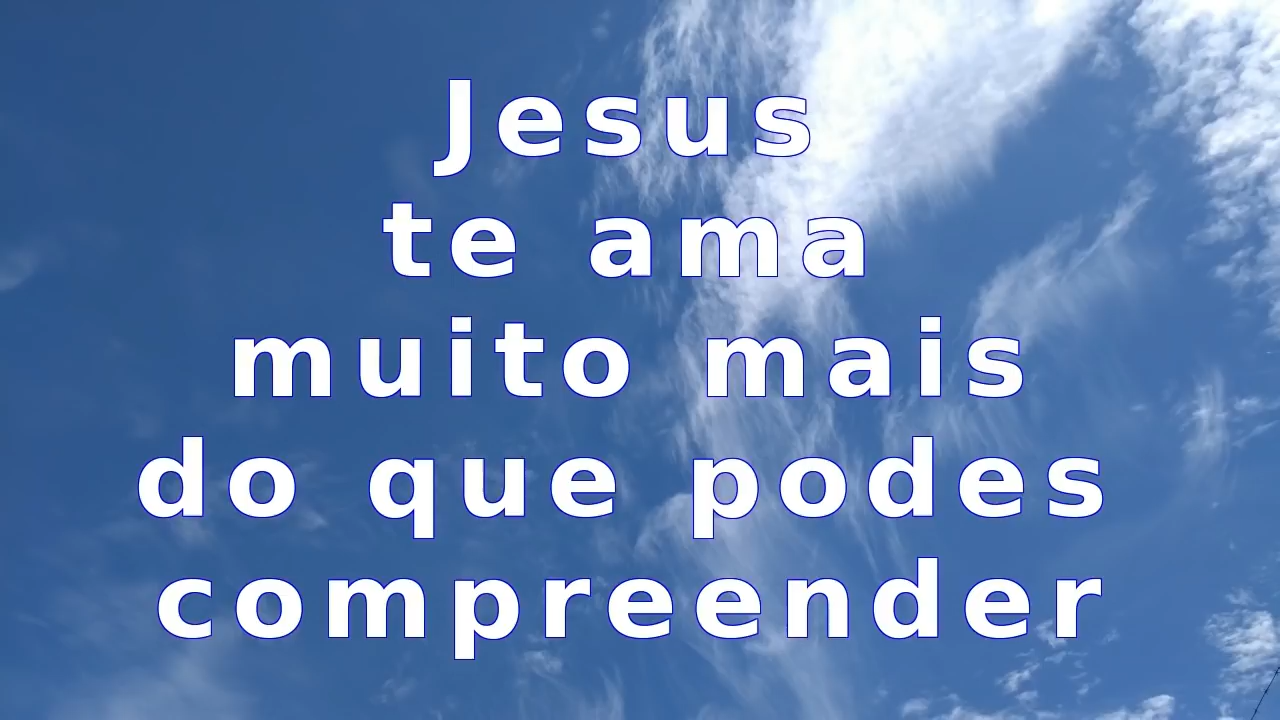 Jesus
te ama
muito mais
do que podes
compreender